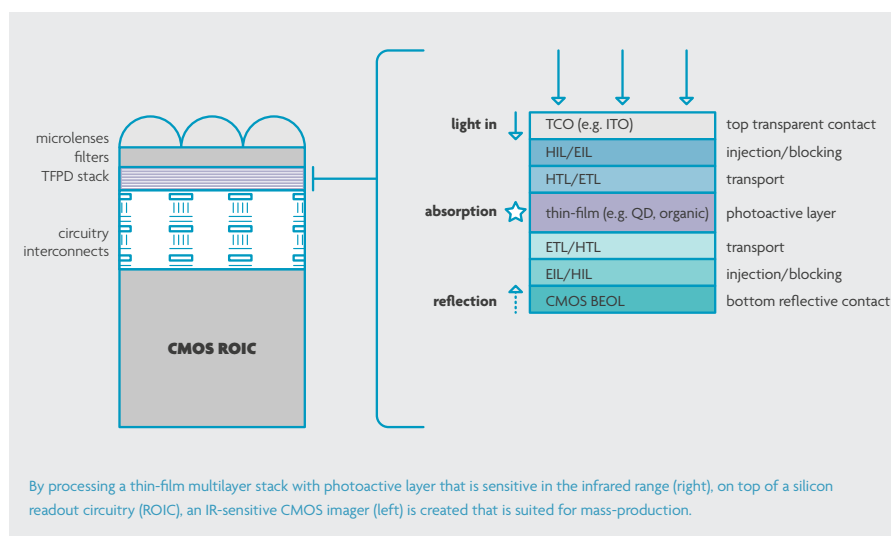 microlenses
filters
TFPD stack
circuitry
interconnects
CMOS ROIC
light in
TCO (e.g. ITO)
top transparent contact
HIL/EIL
injection/blocking
HTL/ETL
transport
absorption
thin-film (e.g. QD, organic)
photoactive layer
ETL/HTL
transport
EIL/HIL
injection/blocking
reflection
CMOS BEOL
bottom reflective contact
By processing a thin-film multilayer stack with photoactive layer that is sensitive in the infrared range (right), on top of a silicon
readout circuitry (ROIC), an IR-sensitive CMOS imager (left) is created that is suited for mass-production.